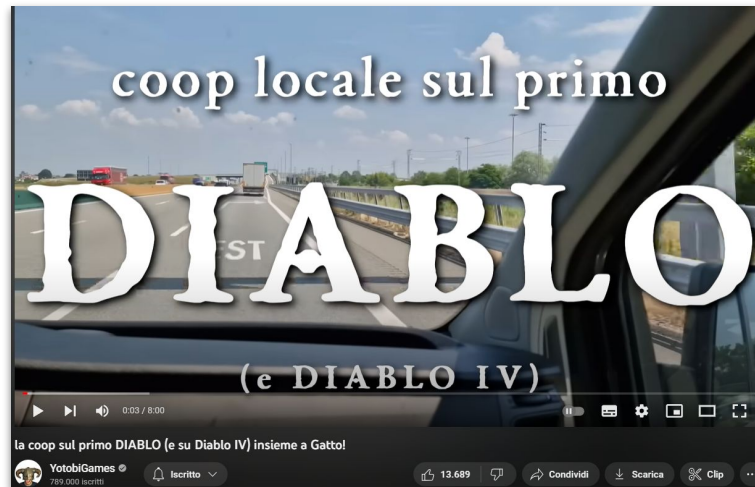 coop locale sul primo
DIABLO
EST
(e DIABLO IV)
0:03 / 8:00
la coop sul primo DIABLO (e su Diablo IV) insieme a Gatto!
YotobiGames
789.000 iscritti
Iscritto
13.689
Condividi
Scarica
Clip